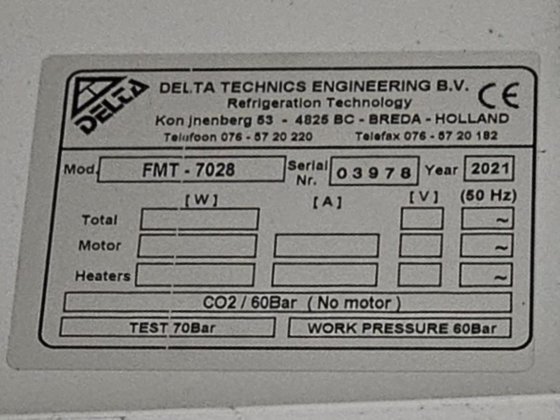 DELTA
DELTA TECHNICS ENGINEERING B.V. CE
Refrigeration Technology
Konijnenberg 53 - 4825 BC - BREDA - HOLLAND
Telefoon 076 - 57 20 220 Telefax 076 - 57 20 182
Mod. FMT - 7028 Serial Nr. 03978 Year 2021
[W] [A] [V] (50 Hz)
Total ~
Motor ~
Heaters ~
CO2 / 60Bar (No motor)
TEST 70Bar WORK PRESSURE 60Bar